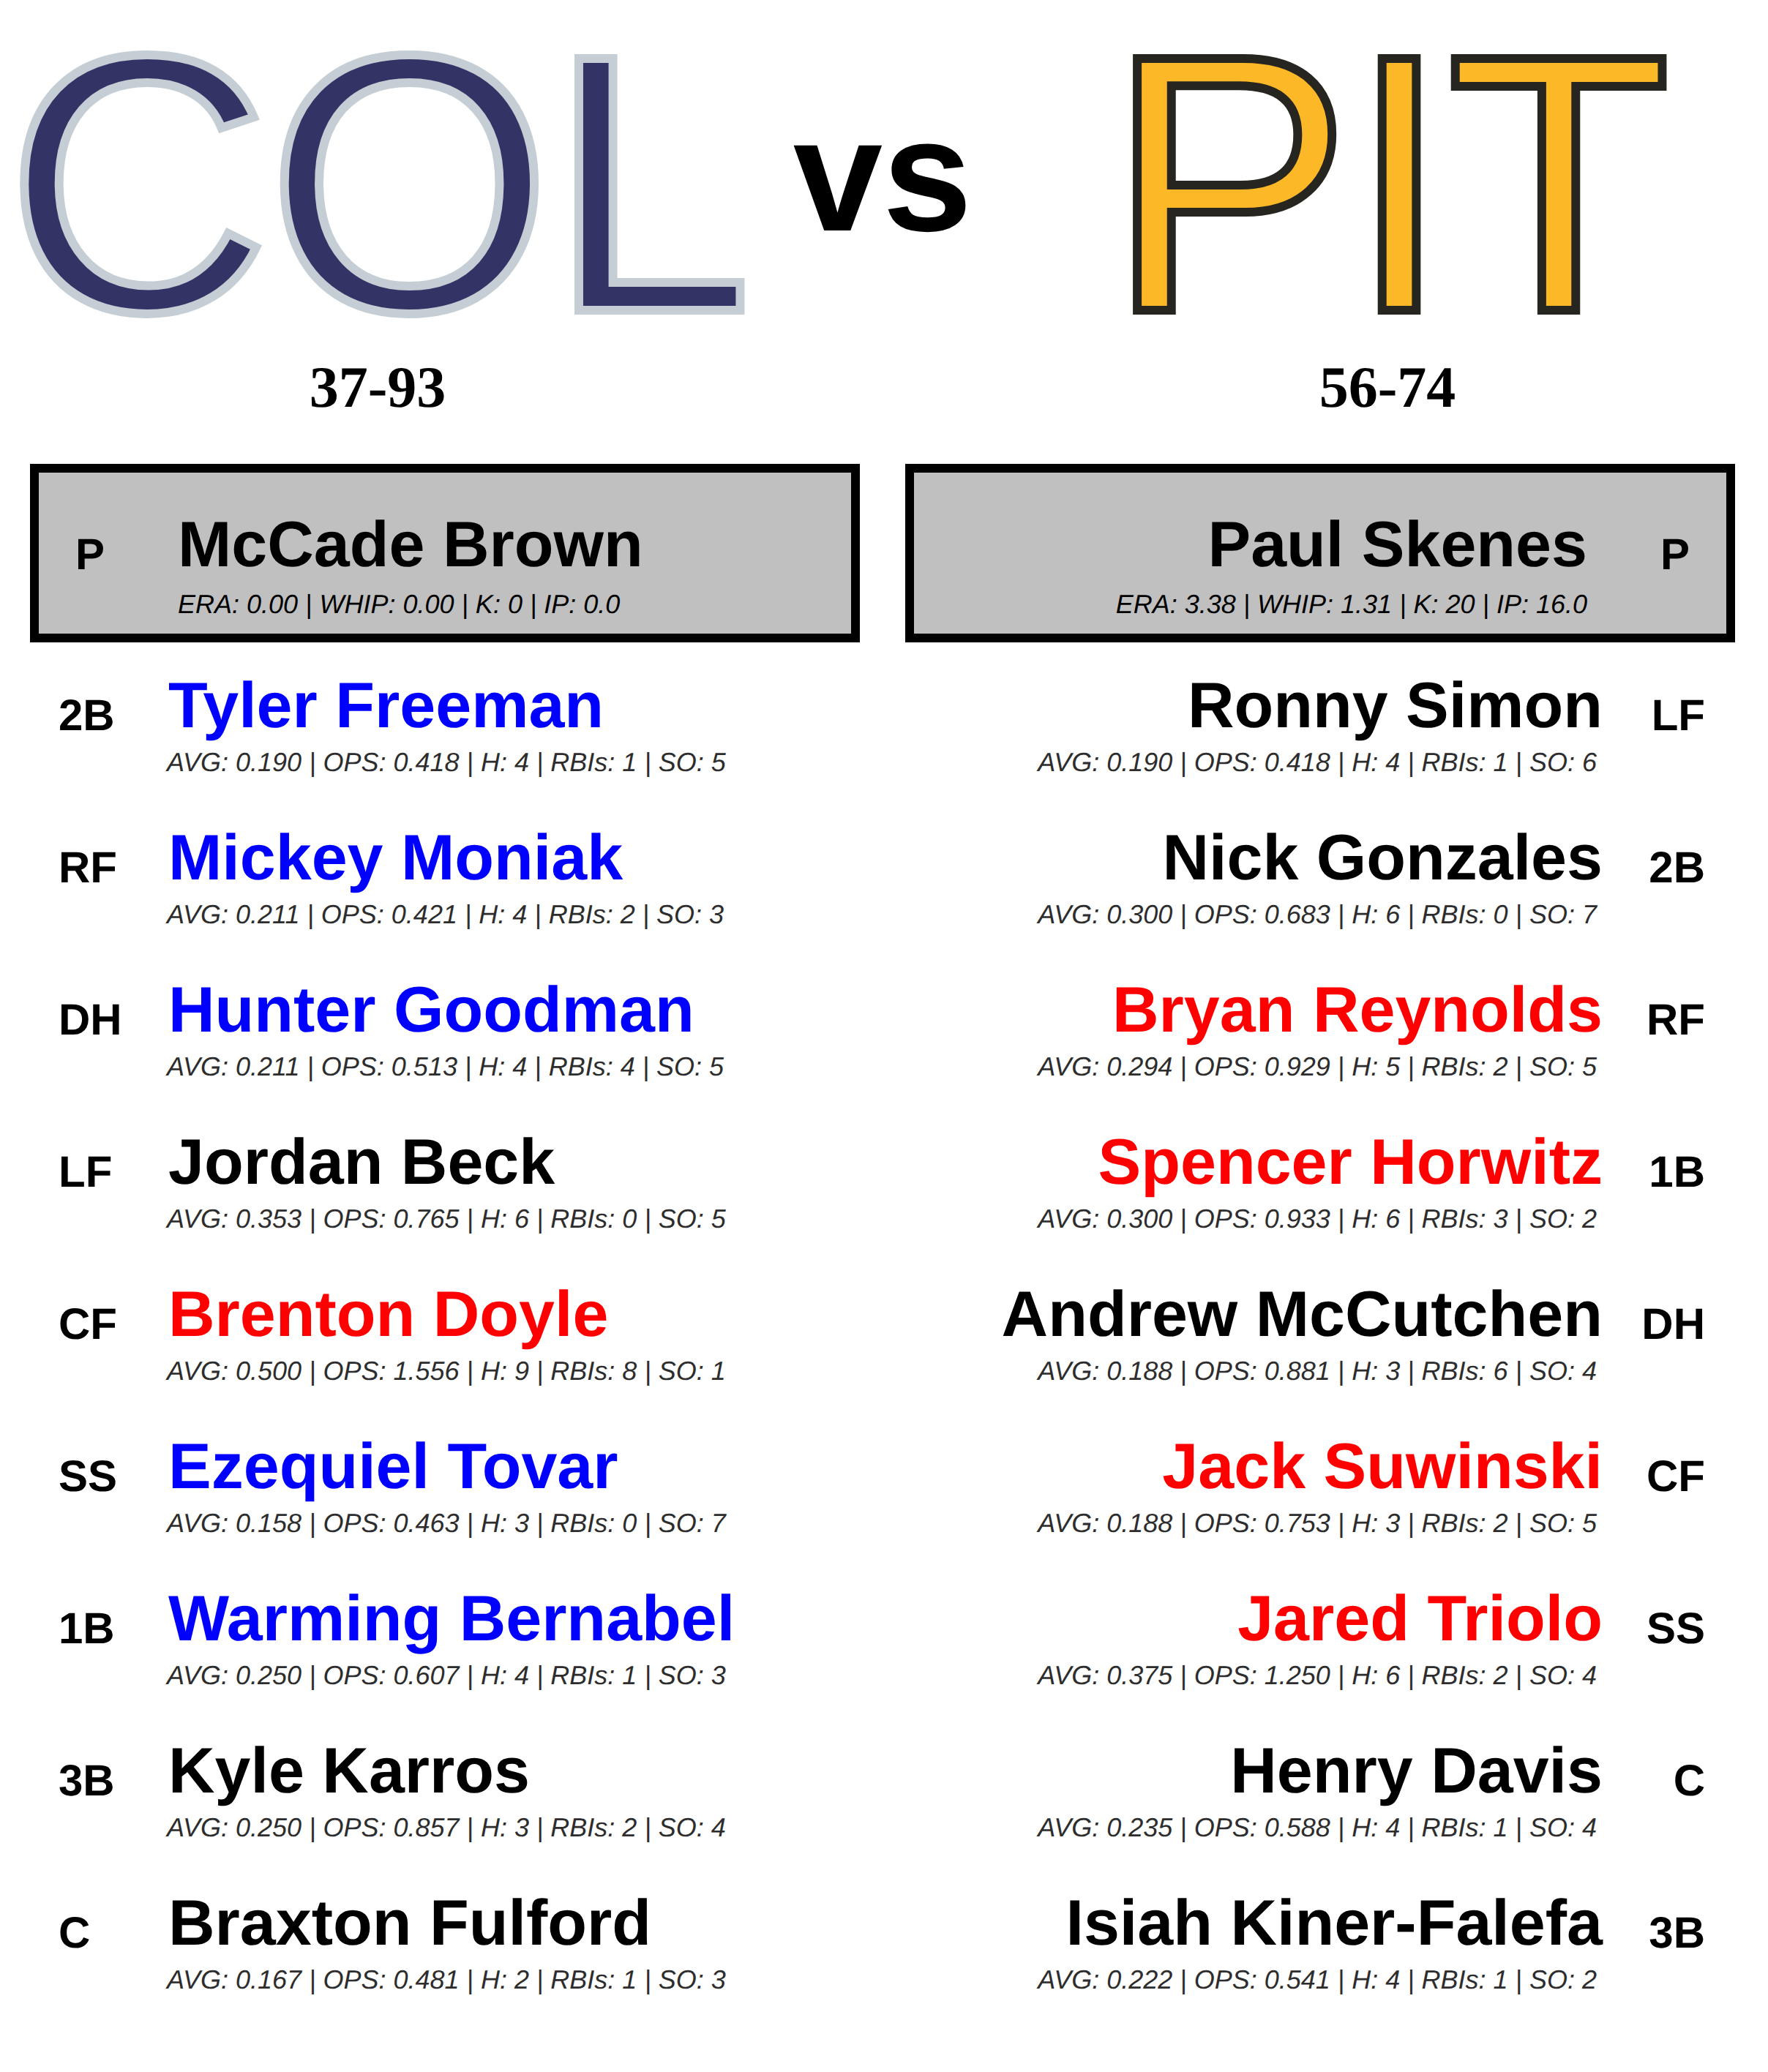 COL vs PIT
37-93
56-74
P McCade Brown
ERA: 0.00 | WHIP: 0.00 | K: 0 | IP: 0.0
Paul Skenes P
ERA: 3.38 | WHIP: 1.31 | K: 20 | IP: 16.0
2B Tyler Freeman
AVG: 0.190 | OPS: 0.418 | H: 4 | RBIs: 1 | SO: 5
RF Mickey Moniak
AVG: 0.211 | OPS: 0.421 | H: 4 | RBIs: 2 | SO: 3
DH Hunter Goodman
AVG: 0.211 | OPS: 0.513 | H: 4 | RBIs: 4 | SO: 5
LF Jordan Beck
AVG: 0.353 | OPS: 0.765 | H: 6 | RBIs: 0 | SO: 5
CF Brenton Doyle
AVG: 0.500 | OPS: 1.556 | H: 9 | RBIs: 8 | SO: 1
SS Ezequiel Tovar
AVG: 0.158 | OPS: 0.463 | H: 3 | RBIs: 0 | SO: 7
1B Warming Bernabel
AVG: 0.250 | OPS: 0.607 | H: 4 | RBIs: 1 | SO: 3
3B Kyle Karros
AVG: 0.250 | OPS: 0.857 | H: 3 | RBIs: 2 | SO: 4
C Braxton Fulford
AVG: 0.167 | OPS: 0.481 | H: 2 | RBIs: 1 | SO: 3
Ronny Simon LF
AVG: 0.190 | OPS: 0.418 | H: 4 | RBIs: 1 | SO: 6
Nick Gonzales 2B
AVG: 0.300 | OPS: 0.683 | H: 6 | RBIs: 0 | SO: 7
Bryan Reynolds RF
AVG: 0.294 | OPS: 0.929 | H: 5 | RBIs: 2 | SO: 5
Spencer Horwitz 1B
AVG: 0.300 | OPS: 0.933 | H: 6 | RBIs: 3 | SO: 2
Andrew McCutchen DH
AVG: 0.188 | OPS: 0.881 | H: 3 | RBIs: 6 | SO: 4
Jack Suwinski CF
AVG: 0.188 | OPS: 0.753 | H: 3 | RBIs: 2 | SO: 5
Jared Triolo SS
AVG: 0.375 | OPS: 1.250 | H: 6 | RBIs: 2 | SO: 4
Henry Davis C
AVG: 0.235 | OPS: 0.588 | H: 4 | RBIs: 1 | SO: 4
Isiah Kiner-Falefa 3B
AVG: 0.222 | OPS: 0.541 | H: 4 | RBIs: 1 | SO: 2